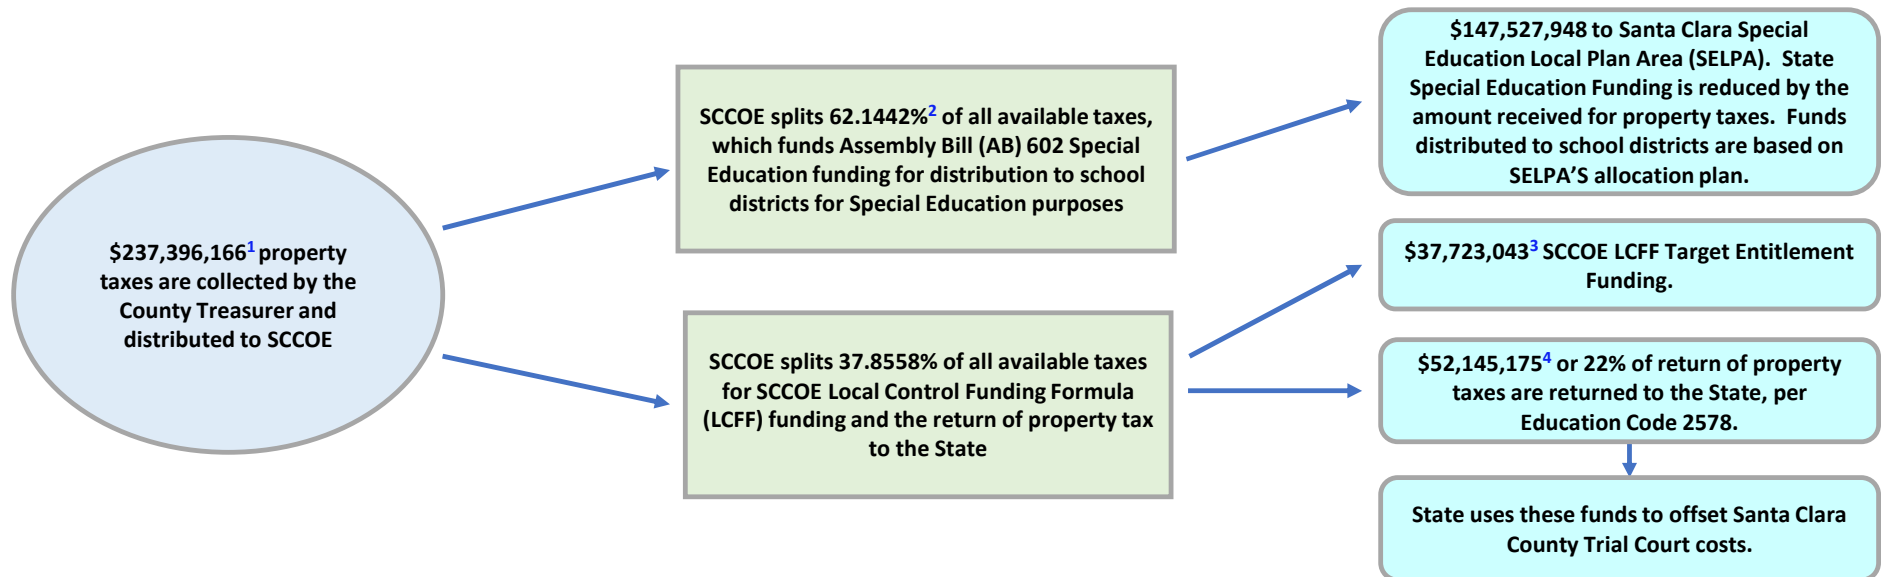 $237,396,166¹ property
taxes are collected by the
County Treasurer and
distributed to SCCOE
SCCOE splits 62.1442%² of all available taxes,
which funds Assembly Bill (AB) 602 Special
Education funding for distribution to school
districts for Special Education purposes
SCCOE splits 37.8558% of all available taxes
for SCCOE Local Control Funding Formula
(LCFF) funding and the return of property tax
to the State
$147,527,948 to Santa Clara Special
Education Local Plan Area (SELPA).  State
Special Education Funding is reduced by the
amount received for property taxes.  Funds
distributed to school districts are based on
SELPA’S allocation plan.
$37,723,043³ SCCOE LCFF Target Entitlement
Funding.
$52,145,175⁴ or 22% of return of property
taxes are returned to the State, per
Education Code 2578.
State uses these funds to offset Santa Clara
County Trial Court costs.